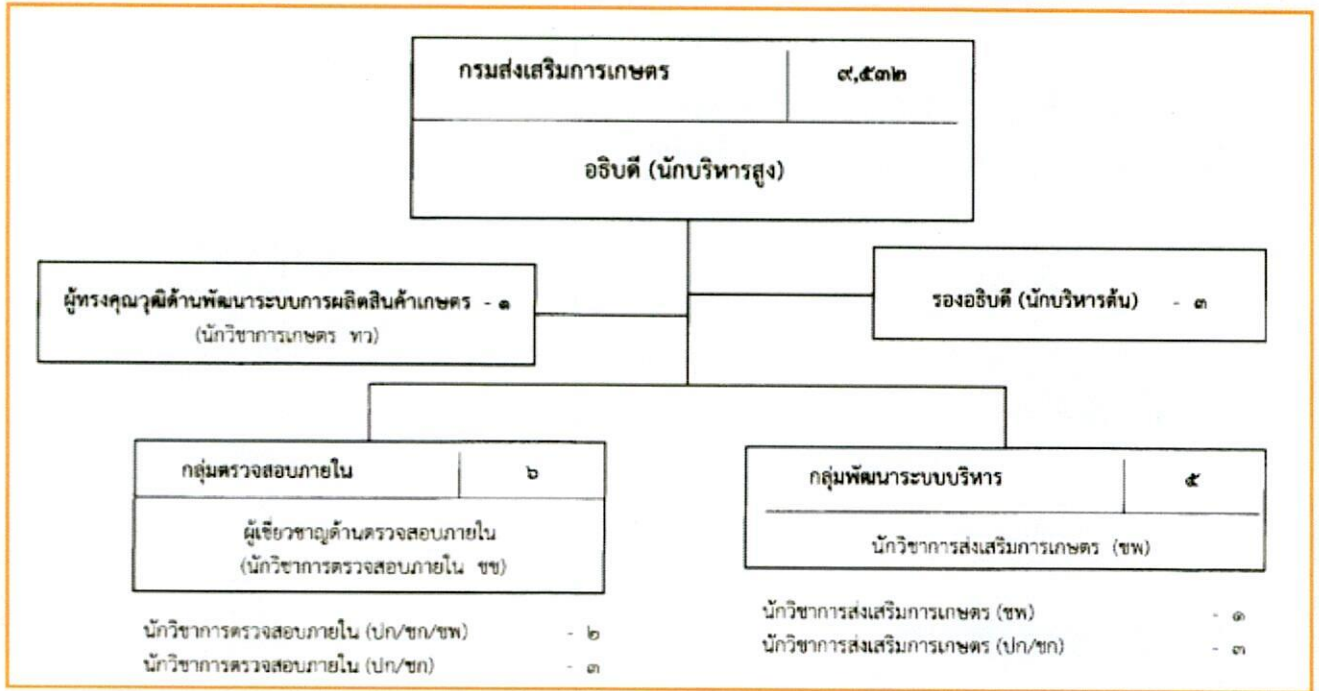 กรมส่งเสริมการเกษตร ๙,๕๓๒
อธิบดี (นักบริหารสูง)
ผู้ทรงคุณวุฒิด้านพัฒนาระบบการผลิตสินค้าเกษตร - ๑
(นักวิชาการเกษตร ทว)
รองอธิบดี (นักบริหารต้น) - ๓
กลุ่มตรวจสอบภายใน ๖
ผู้เชี่ยวชาญด้านตรวจสอบภายใน
(นักวิชาการตรวจสอบภายใน ชช)
นักวิชาการตรวจสอบภายใน (ปก/ชก/ชพ) - ๒
นักวิชาการตรวจสอบภายใน (ปก/ชก) - ๓
กลุ่มพัฒนาระบบบริหาร ๕
นักวิชาการส่งเสริมการเกษตร (ชพ)
นักวิชาการส่งเสริมการเกษตร (ชพ) - ๑
นักวิชาการส่งเสริมการเกษตร (ปก/ชก) - ๓